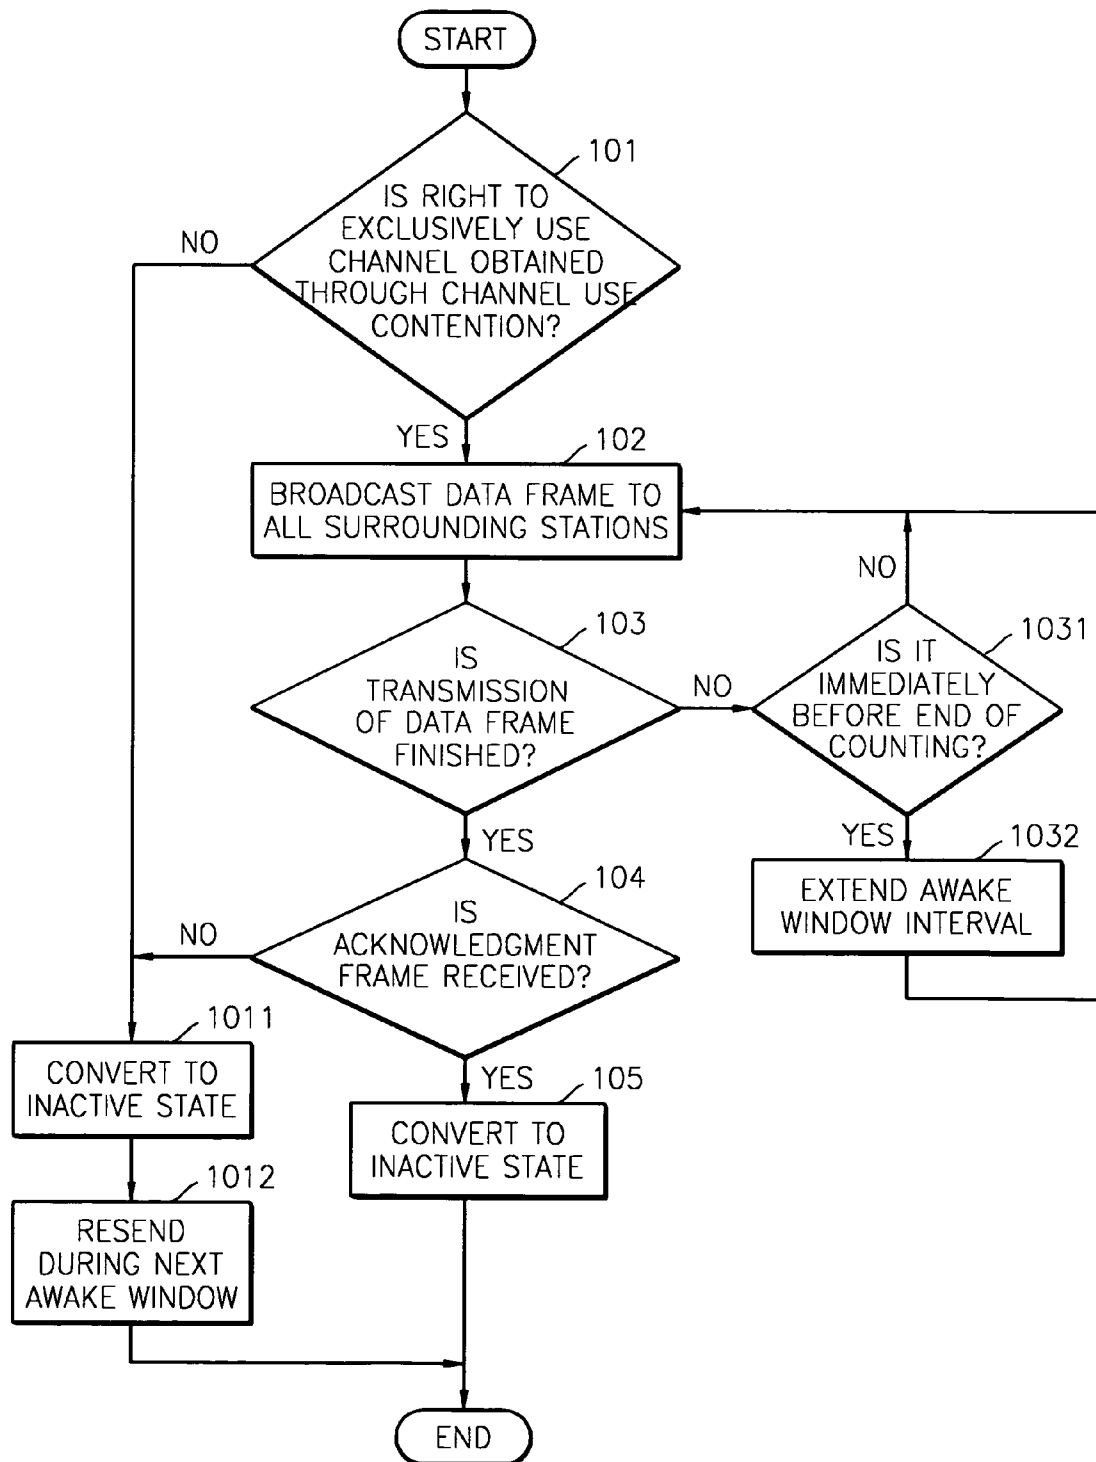 START
101
IS RIGHT TO
EXCLUSIVELY USE
CHANNEL OBTAINED
THROUGH CHANNEL USE
CONTENTION?
NO
YES
102
BROADCAST DATA FRAME TO
ALL SURROUNDING STATIONS
103
IS
TRANSMISSION
OF DATA FRAME
FINISHED?
NO
1031
IS IT
IMMEDIATELY
BEFORE END OF
COUNTING?
NO
YES
1032
EXTEND AWAKE
WINDOW INTERVAL
YES
104
IS
ACKNOWLEDGMENT
FRAME RECEIVED?
NO
1011
CONVERT TO
INACTIVE STATE
1012
RESEND
DURING NEXT
AWAKE WINDOW
YES
105
CONVERT TO
INACTIVE STATE
END